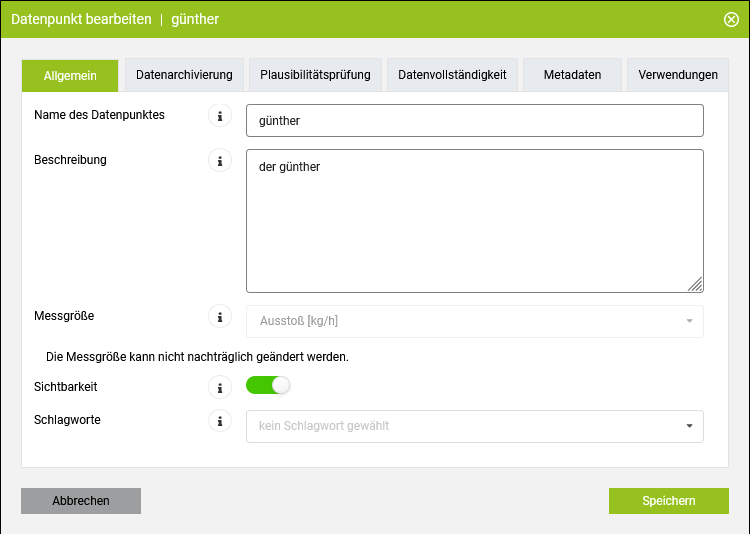 Datenpunkt bearbeiten | günther
Allgemein Datenarchivierung Plausibilitätsprüfung Datenvollständigkeit Metadaten Verwendungen
Name des Datenpunktes i günther
Beschreibung i der günther
Messgröße i Ausstoß [kg/h]
Die Messgröße kann nicht nachträglich geändert werden.
Sichtbarkeit i
Schlagworte i kein Schlagwort gewählt
Abbrechen Speichern